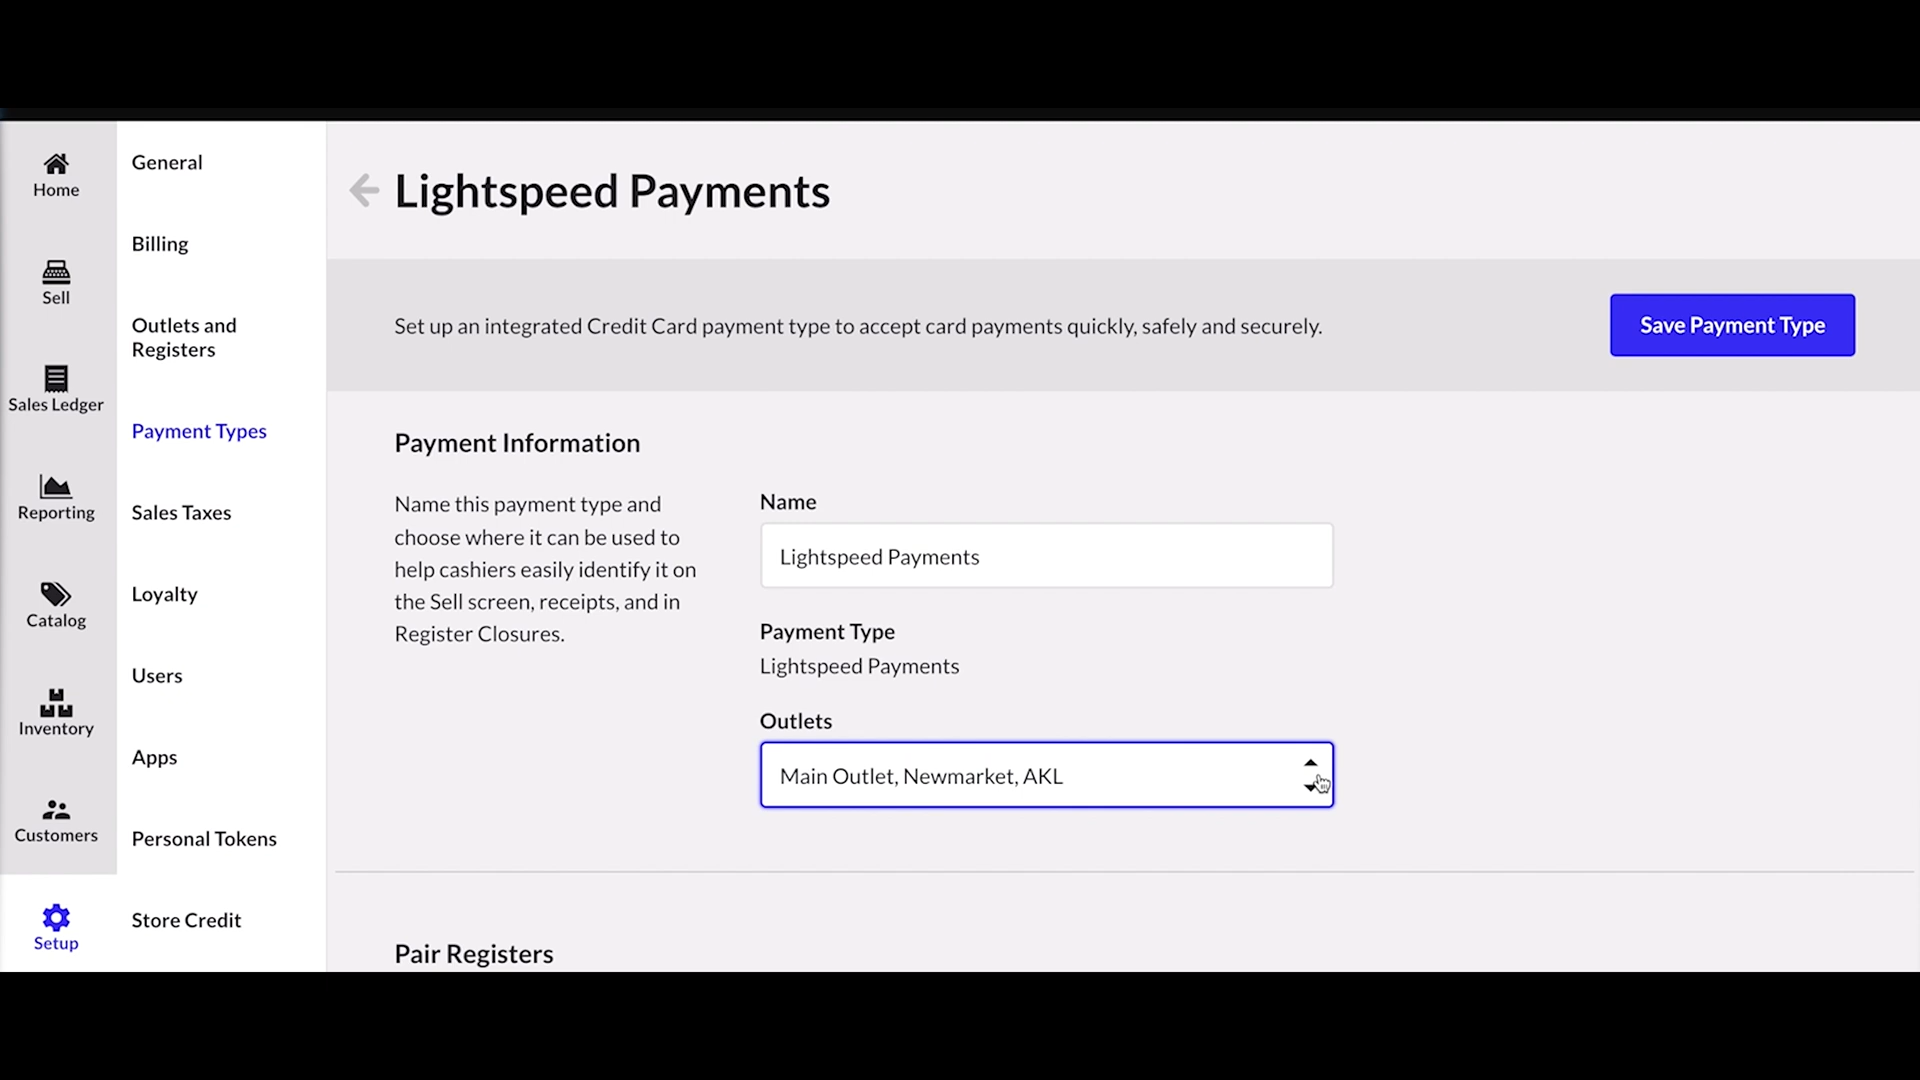 Home
Sell
Sales Ledger
Reporting
Catalog
Inventory
Customers
Setup
General
Billing
Outlets and
Registers
Payment Types
Sales Taxes
Loyalty
Users
Apps
Personal Tokens
Store Credit
Lightspeed Payments
Set up an integrated Credit Card payment type to accept card payments quickly, safely and securely.
Save Payment Type
Payment Information
Name this payment type and
choose where it can be used to
help cashiers easily identify it on
the Sell screen, receipts, and in
Register Closures.
Name
Lightspeed Payments
Payment Type
Lightspeed Payments
Outlets
Main Outlet, Newmarket, AKL
Pair Registers